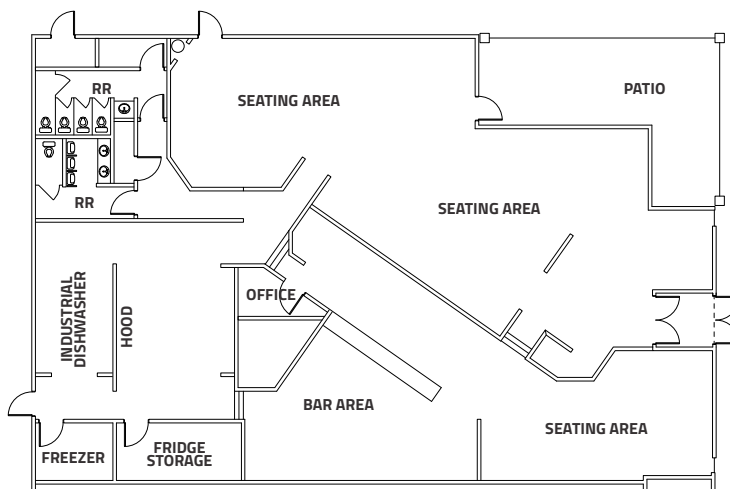 RR
SEATING AREA
PATIO
RR
SEATING AREA
INDUSTRIAL
DISHWASHER
HOOD
OFFICE
BAR AREA
SEATING AREA
FREEZER
FRIDGE
STORAGE